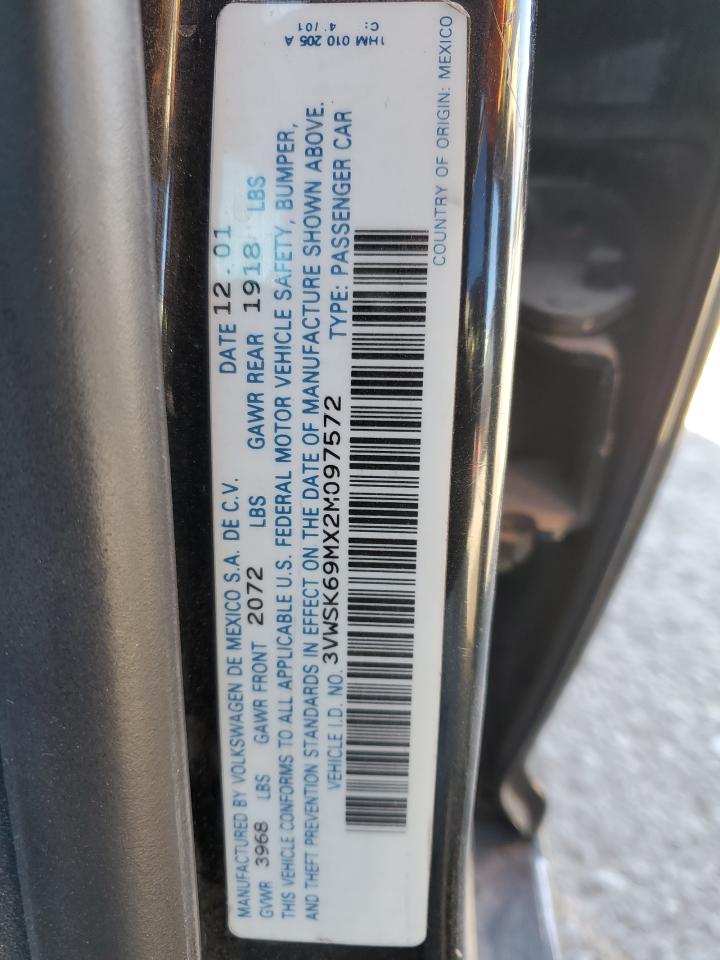 MANUFACTURED BY VOLKSWAGEN DE MEXICO S.A. DE C.V. DATE 12.01
GVWR 3968 LBS GAWR FRONT 2072 LBS GAWR REAR 1918 LBS
THIS VEHICLE CONFORMS TO ALL APPLICABLE U.S. FEDERAL MOTOR VEHICLE SAFETY, BUMPER,
AND THEFT PREVENTION STANDARDS IN EFFECT ON THE DATE OF MANUFACTURE SHOWN ABOVE.
VEHICLE I.D. NO. 3VWSK69MX2M097572 TYPE: PASSENGER CAR
COUNTRY OF ORIGIN: MEXICO
1HM 010 205 A
C: 4/01